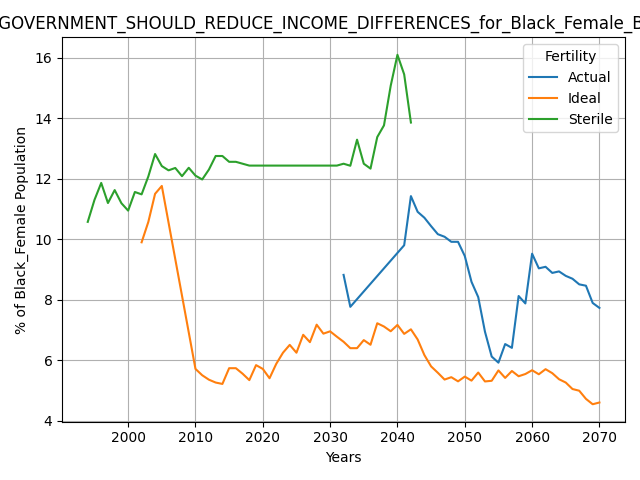 GOVERNMENT_SHOULD_REDUCE_INCOME_DIFFERENCES_for_Black_Female_B
Fertility
Actual
Ideal
Sterile
% of Black_Female Population
16
14
12
10
8
6
4
2000 2010 2020 2030 2040 2050 2060 2070
Years